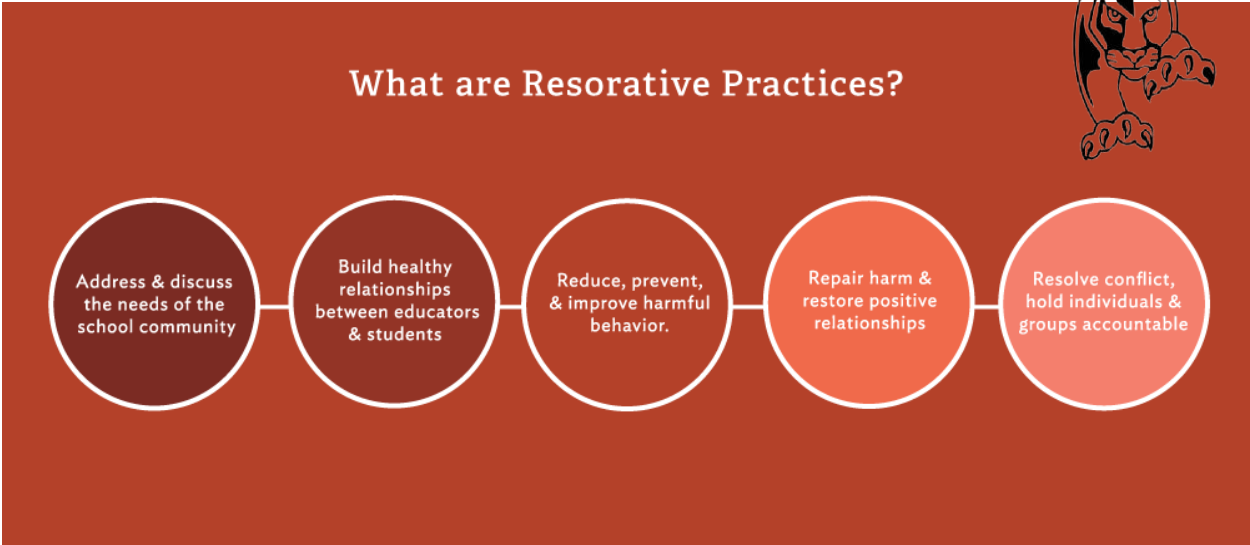 What are Resorative Practices?
Address & discuss
the needs of the
school community
Build healthy
relationships
between educators
& students
Reduce, prevent,
& improve harmful
behavior.
Repair harm &
restore positive
relationships
Resolve conflict,
hold individuals &
groups accountable